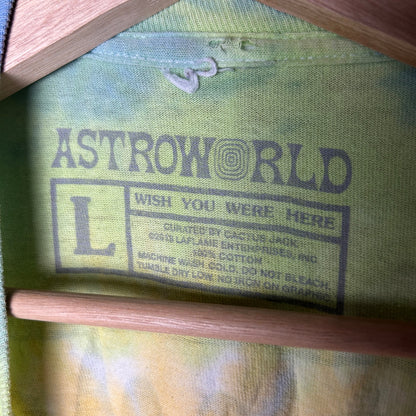 ASTROWORLD
L
WISH YOU WERE HERE
CURATED BY CACTUS JACK.
LAFLAME ENTERPRISES, INC.
100% COTTON
MACHINE WASH COLD, DO NOT BLEACH.
TUMBLE DRY LOW, NO IRON ON GRAPHIC